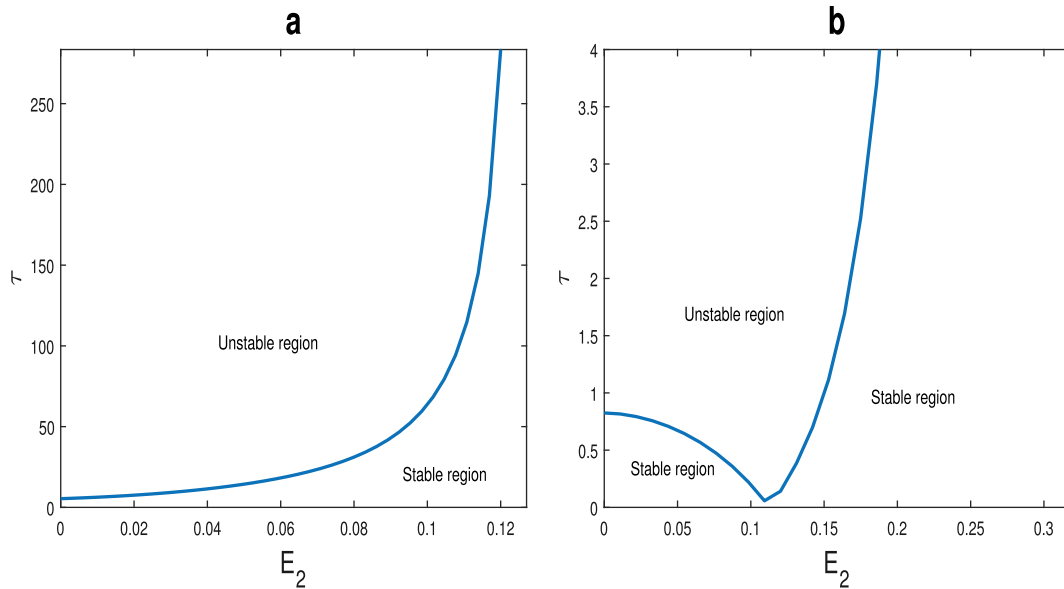 a
250
200
150
100
50
0
τ
Unstable region
Stable region
0 0.02 0.04 0.06 0.08 0.1 0.12
E2
b
4
3.5
3
2.5
2
1.5
1
0.5
0
τ
Unstable region
Stable region
Stable region
0 0.05 0.1 0.15 0.2 0.25 0.3
E2